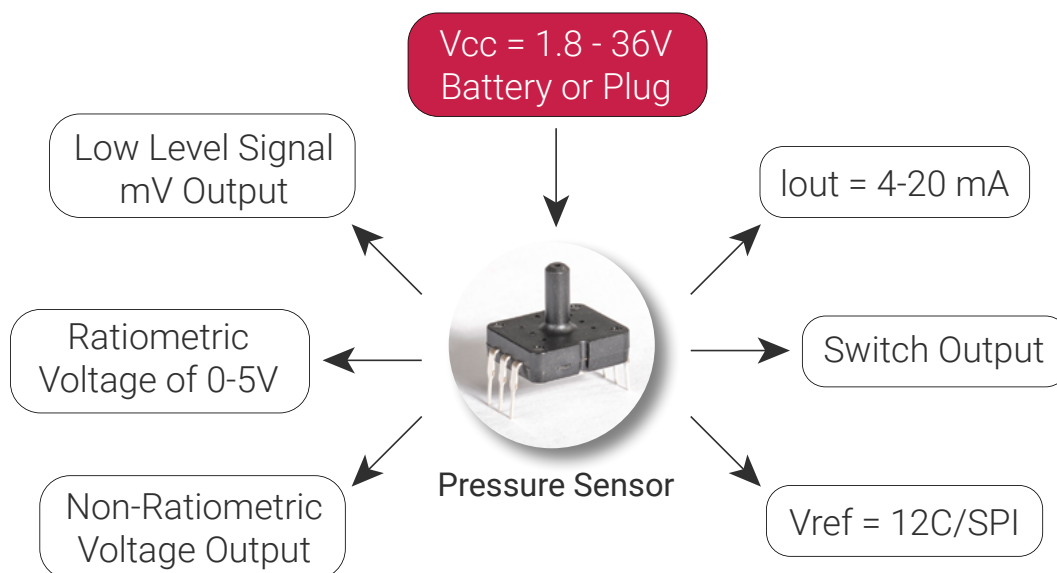 Vcc = 1.8 - 36V
Battery or Plug
Low Level Signal
mV Output
Iout = 4-20 mA
Ratiometric
Voltage of 0-5V
Switch Output
Pressure Sensor
Non-Ratiometric
Voltage Output
Vref = 12C/SPI